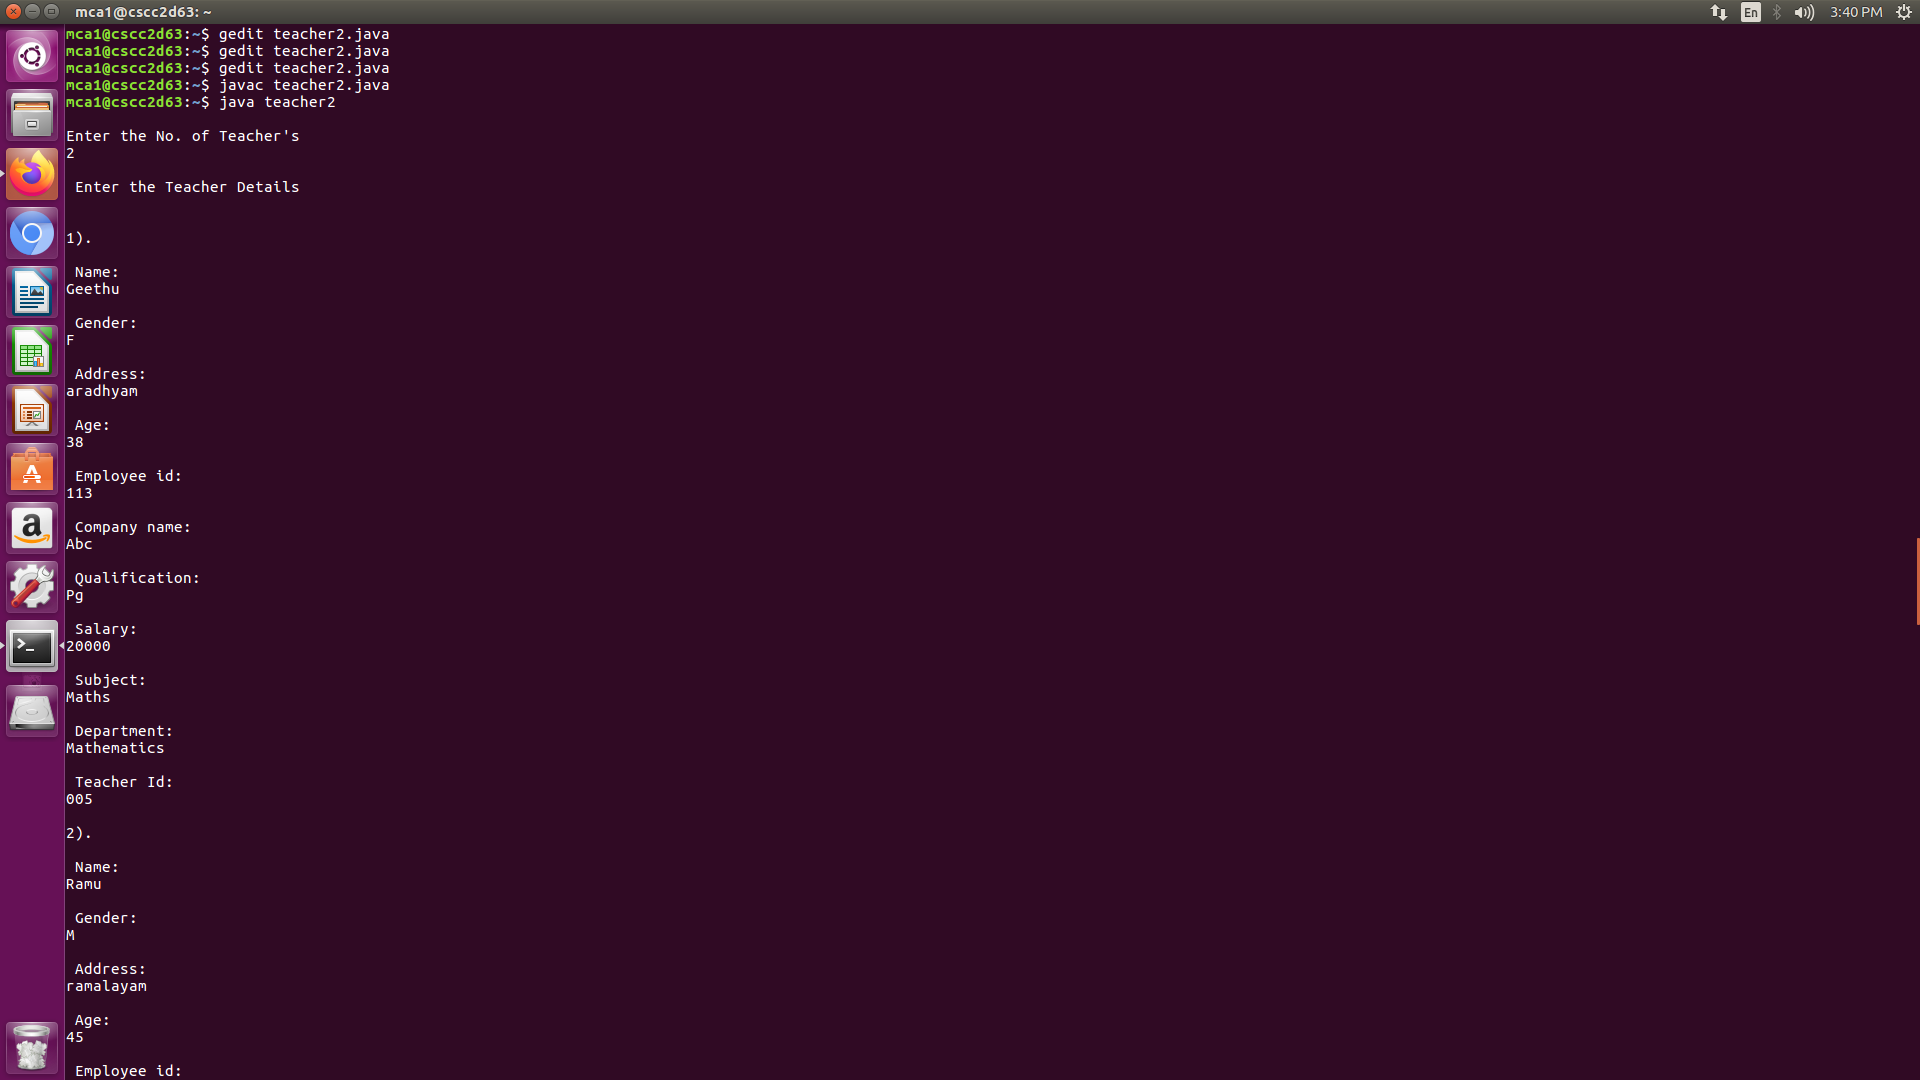 mca1@cscc2d63: ~
En
3:40 PM
mca1@cscc2d63:~$ gedit teacher2.java
mca1@cscc2d63:~$ gedit teacher2.java
mca1@cscc2d63:~$ gedit teacher2.java
mca1@cscc2d63:~$ javac teacher2.java
mca1@cscc2d63:~$ java teacher2
Enter the No. of Teacher's
2
Enter the Teacher Details
1).
Name:
Geethu
Gender:
F
Address:
aradhyam
Age:
38
Employee id:
113
Company name:
Abc
Qualification:
Pg
Salary:
20000
Subject:
Maths
Department:
Mathematics
Teacher Id:
005
2).
Name:
Ramu
Gender:
M
Address:
ramalayam
Age:
45
Employee id: